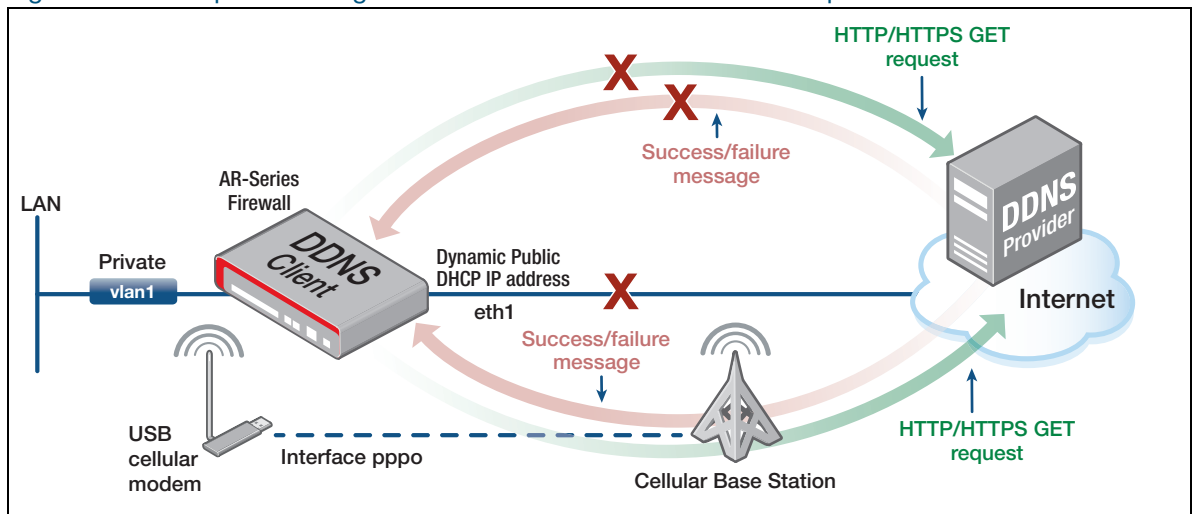 HTTP/HTTPS GET
request
Success/failure
message
AR-Series
Firewall
LAN
DDNS
Client
DDNS
Provider
Private
vlan1
Dynamic Public
DHCP IP address
eth1
Internet
Success/failure
message
USB
cellular
modem
Interface pppo
Cellular Base Station
HTTP/HTTPS GET
request